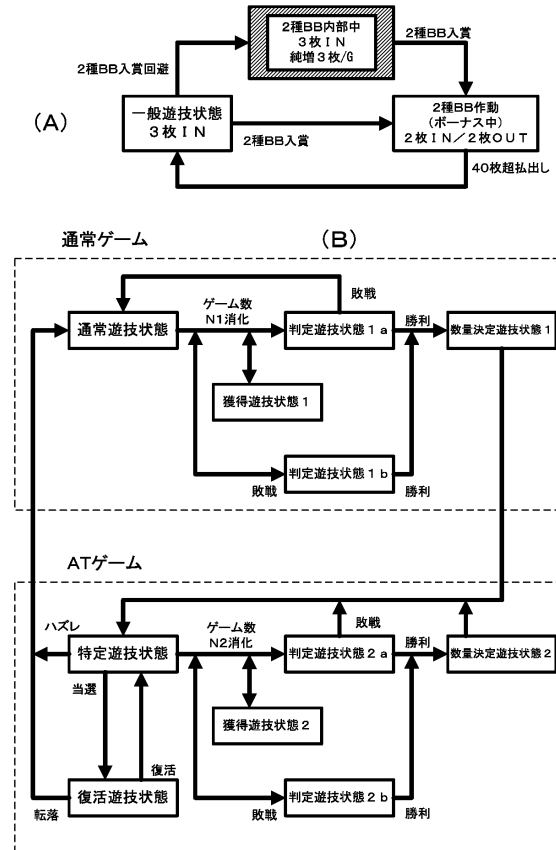 2種BB内部中
3枚IN
純増3枚/G
2種BB入賞回避
2種BB入賞
(A)
一般遊技状態
3枚IN
2種BB入賞
2種BB作動
(ボーナス中)
2枚IN/2枚OUT
40枚超払出し
通常ゲーム
(B)
敗戦
通常遊技状態
ゲーム数
N1消化
判定遊技状態1a
勝利
数量決定遊技状態1
獲得遊技状態1
敗戦
判定遊技状態1b
勝利
ATゲーム
ハズレ
特定遊技状態
ゲーム数
N2消化
敗戦
判定遊技状態2a
勝利
数量決定遊技状態2
当選
獲得遊技状態2
復活
転落
復活遊技状態
敗戦
判定遊技状態2b
勝利